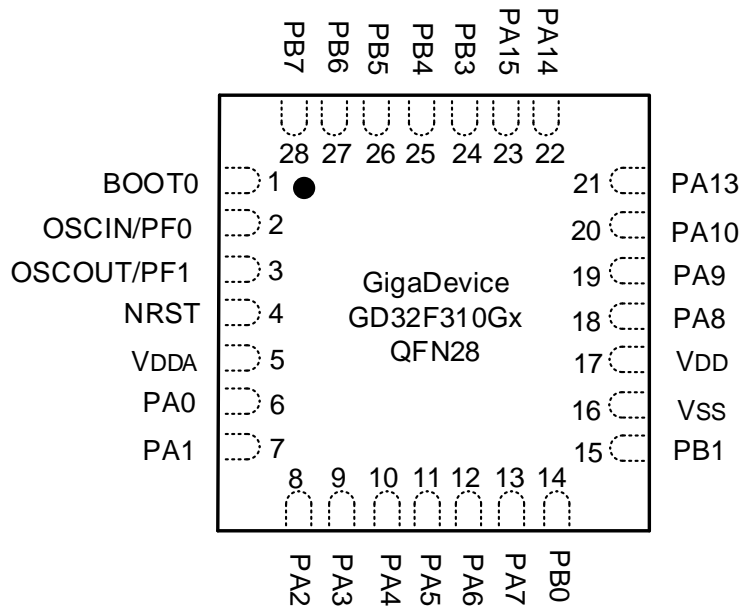 PB7 PB6 PB5 PB4 PB3 PA15 PA14
28 27 26 25 24 23 22
BOOT0 1
OSCIN/PF0 2
OSCOUT/PF1 3
NRST 4
VDDA 5
PA0 6
PA1 7
GigaDevice
GD32F310Gx
QFN28
21 PA13
20 PA10
19 PA9
18 PA8
17 VDD
16 VSS
15 PB1
8 9 10 11 12 13 14
PA2 PA3 PA4 PA5 PA6 PA7 PB0